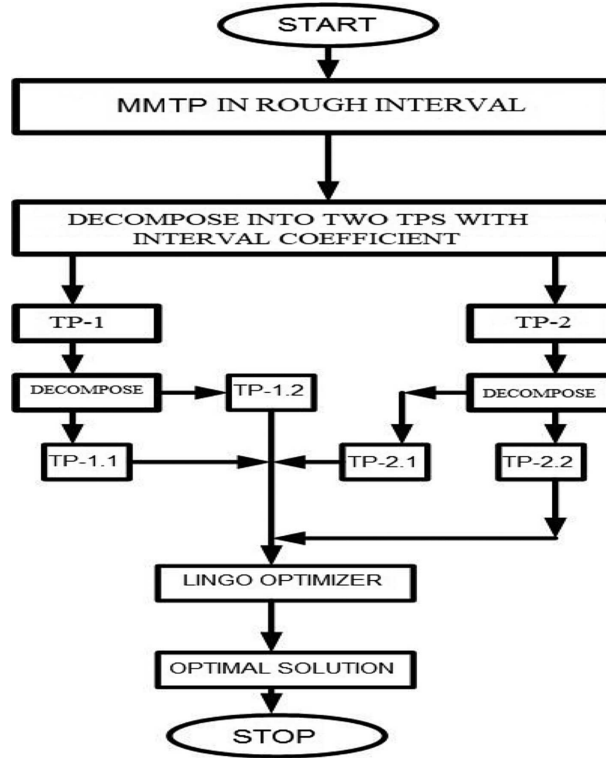 START
MMTP IN ROUGH INTERVAL
DECOMPOSE INTO TWO TPS WITH
INTERVAL COEFFICIENT
TP-1
TP-2
DECOMPOSE
TP-1.2
DECOMPOSE
TP-1.1
TP-2.1
TP-2.2
LINGO OPTIMIZER
OPTIMAL SOLUTION
STOP